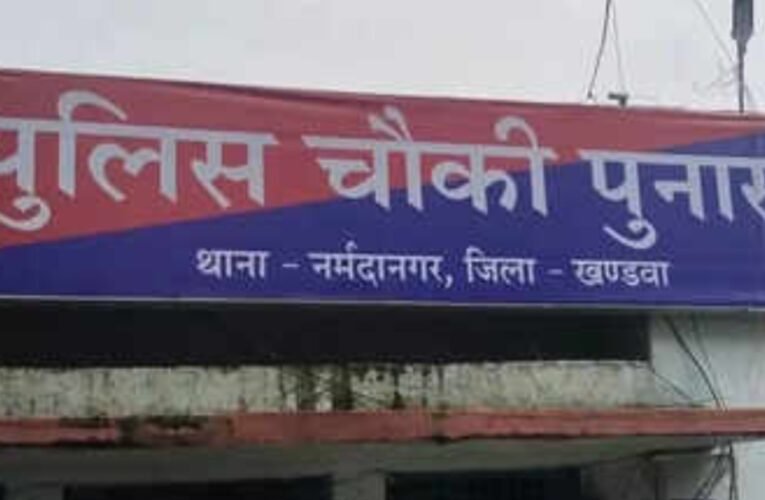 पुलिस चौकी पुनास
थाना - नर्मदानगर, जिला - खण्डवा